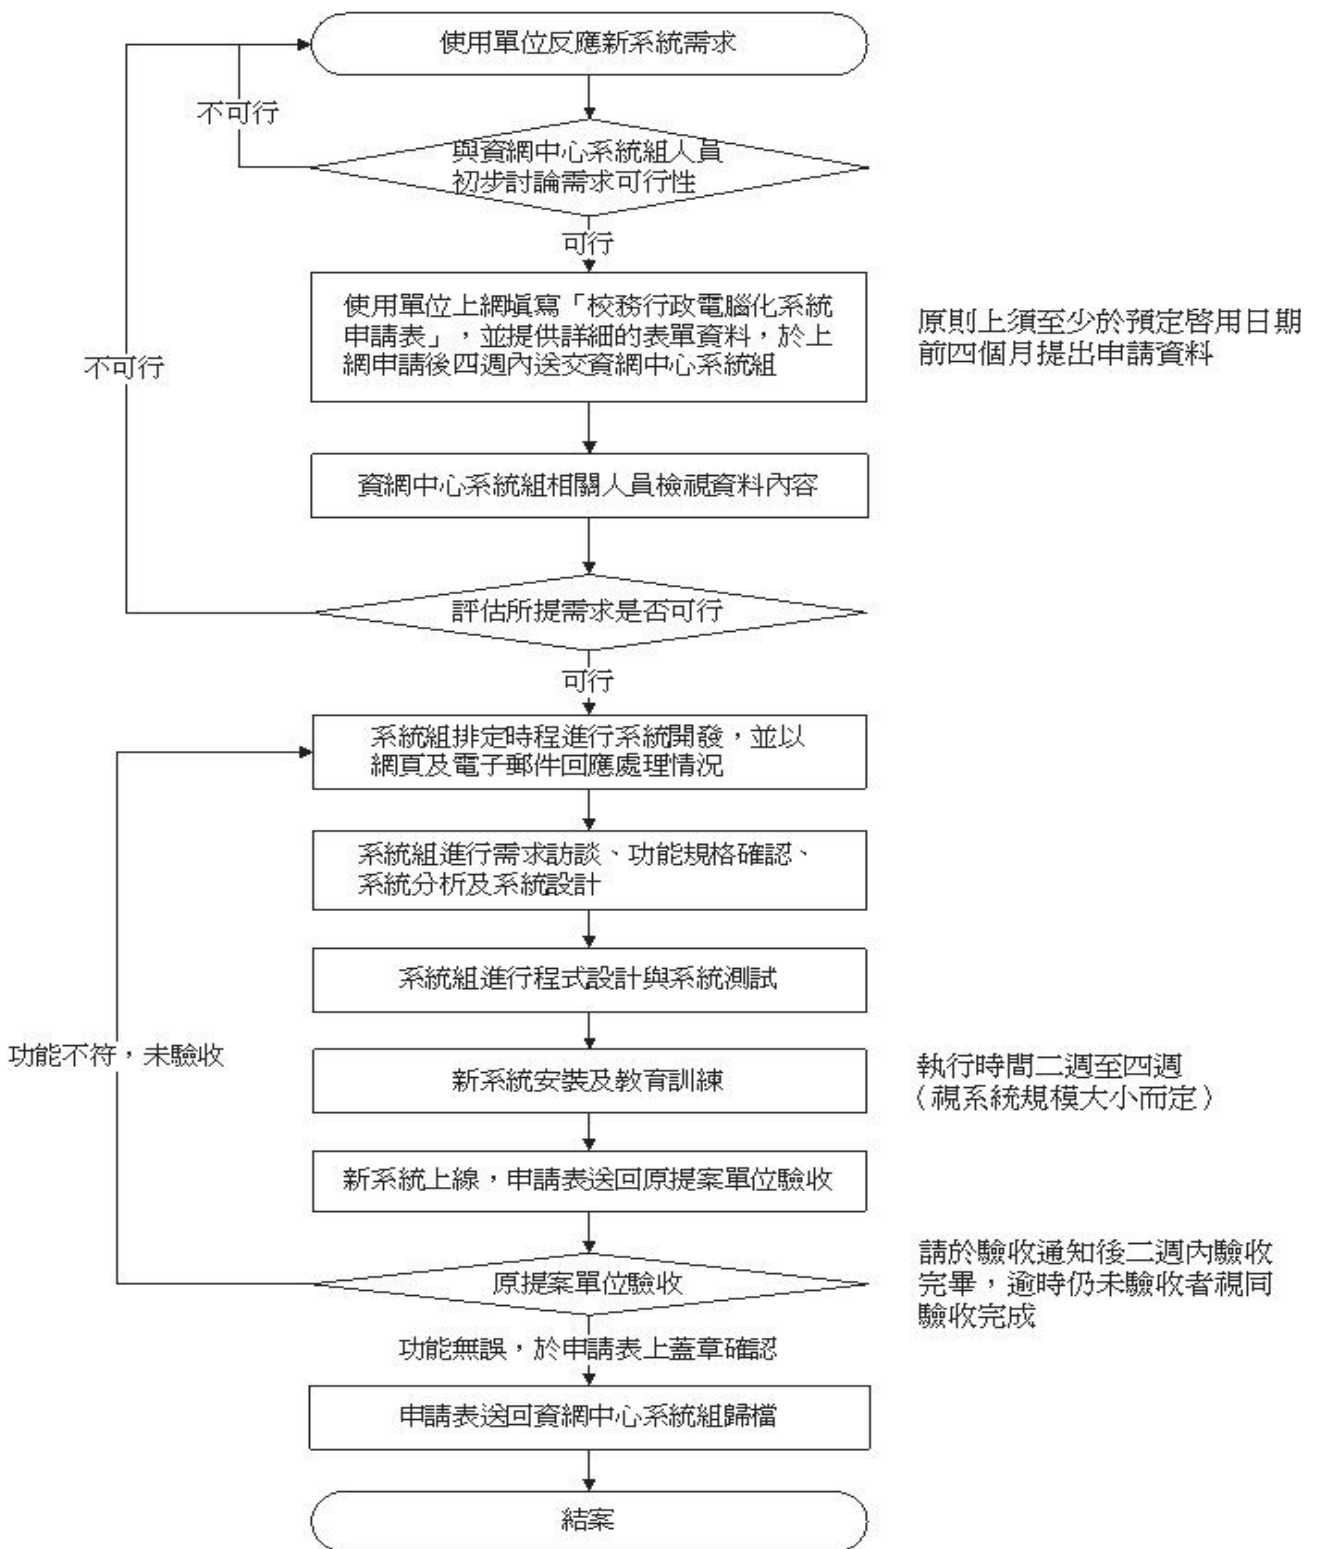 使用單位反應新系統需求
不可行
與資網中心系統組人員
初步討論需求可行性
可行
使用單位上網填寫「校務行政電腦化系統
申請表」，並提供詳細的表單資料，於上
網申請後四週內送交資網中心系統組
原則上須至少於預定啓用日期
前四個月提出申請資料
不可行
資網中心系統組相關人員檢視資料內容
評估所提需求是否可行
可行
系統組排定時程進行系統開發，並以
網頁及電子郵件回應處理情況
系統組進行需求訪談、功能規格確認、
系統分析及系統設計
系統組進行程式設計與系統測試
功能不符，未驗收
新系統安裝及教育訓練
執行時間二週至四週
（視系統規模大小而定）
新系統上線，申請表送回原提案單位驗收
原提案單位驗收
請於驗收通知後二週內驗收
完畢，逾時仍未驗收者視同
驗收完成
功能無誤，於申請表上蓋章確認
申請表送回資網中心系統組歸檔
結案